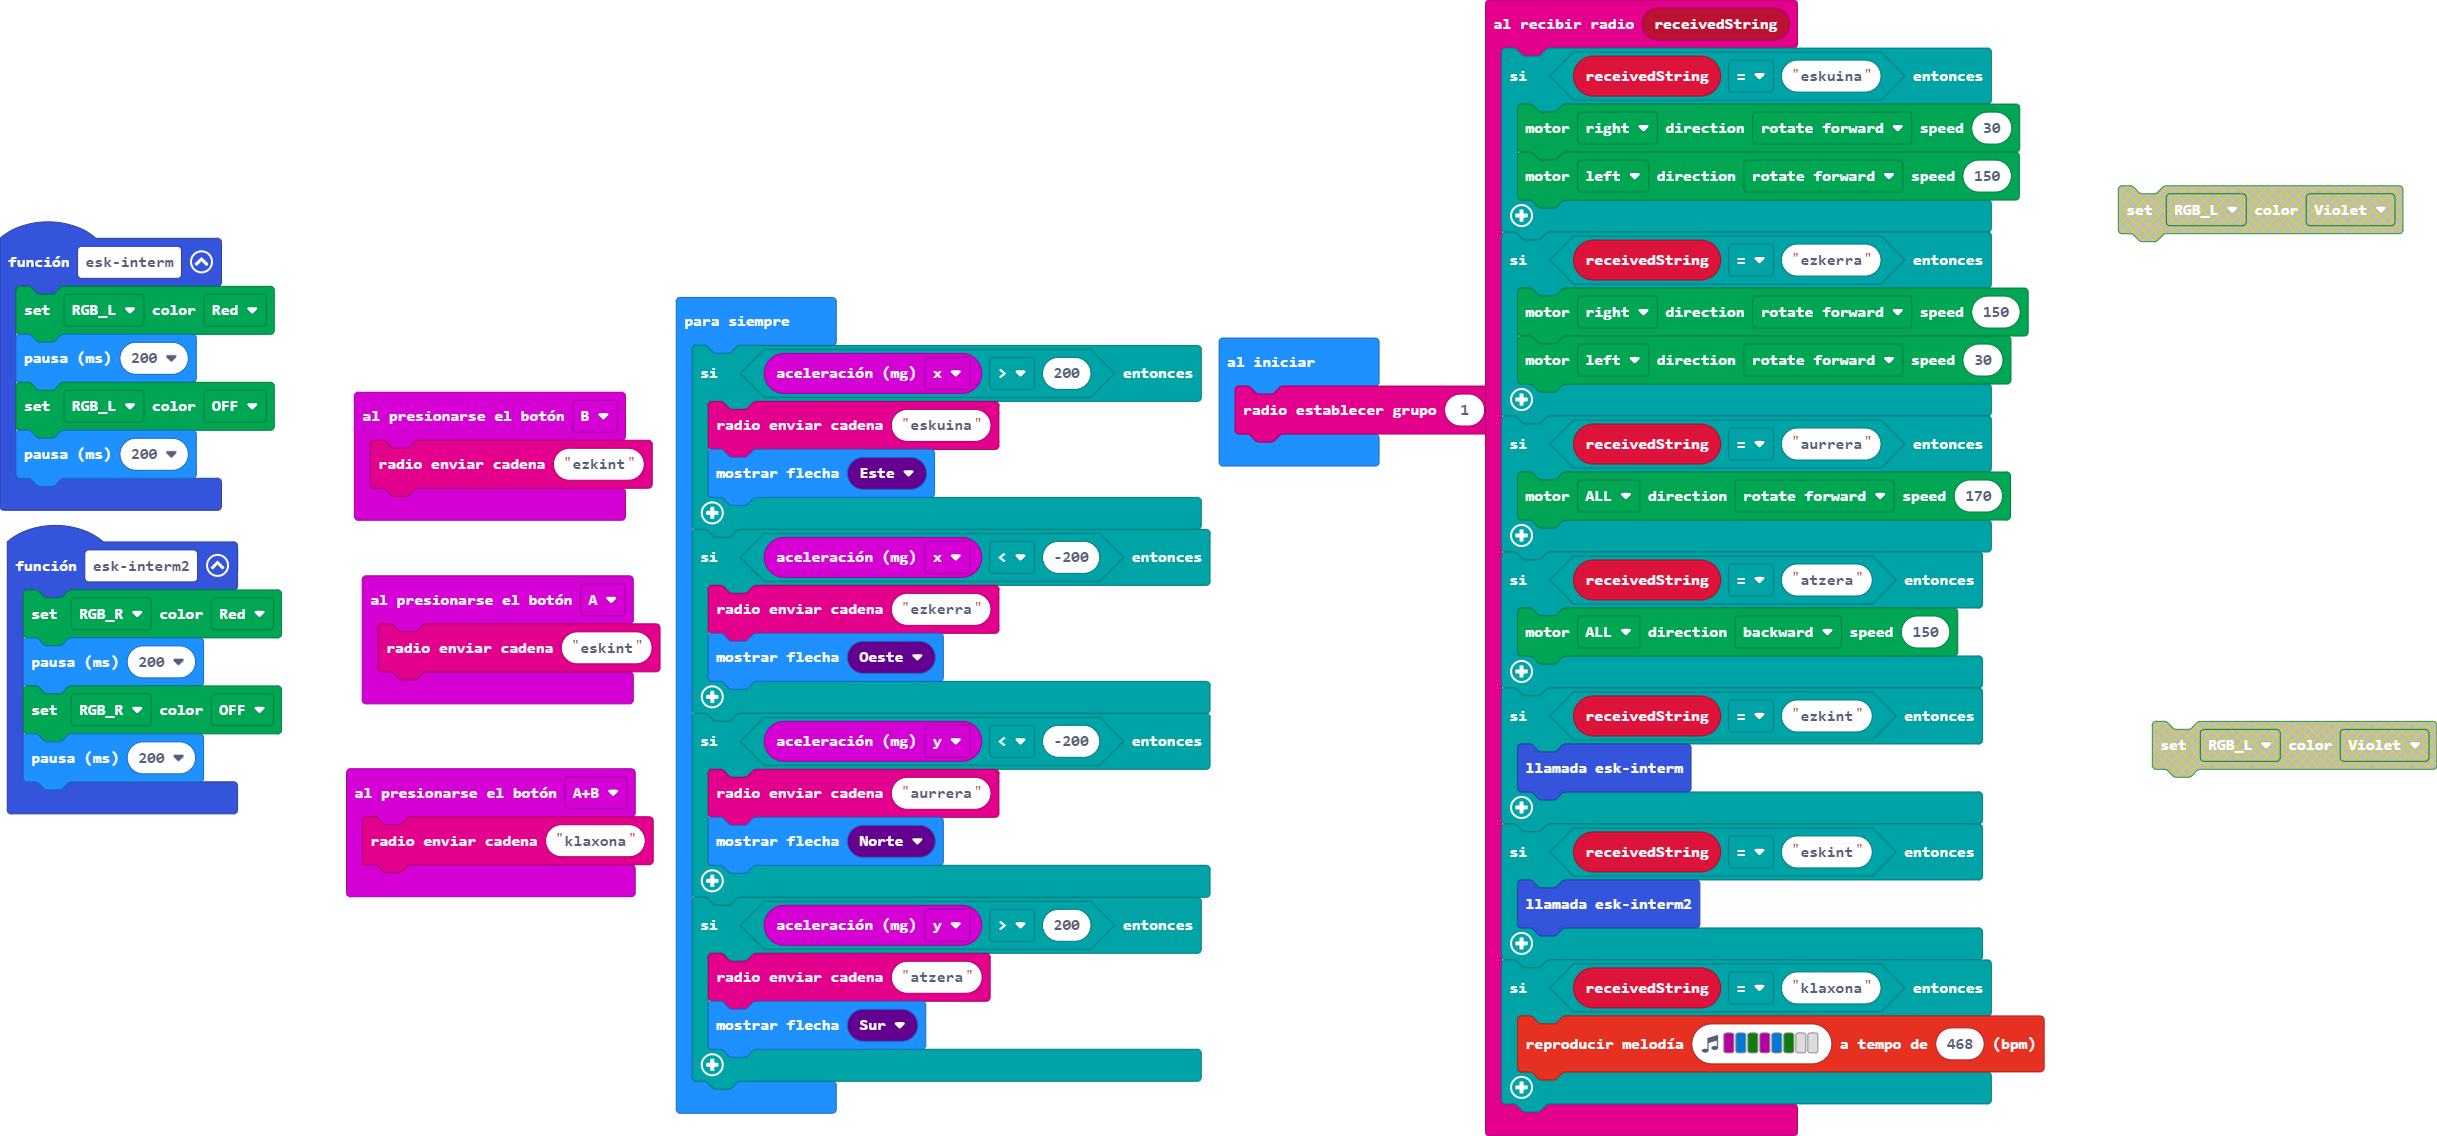 función esk-interm
set RGB_L color Red
pausa (ms) 200
set RGB_L color OFF
pausa (ms) 200
función esk-interm2
set RGB_R color Red
pausa (ms) 200
set RGB_R color OFF
pausa (ms) 200
al presionarse el botón B
radio enviar cadena "ezkint"
al presionarse el botón A
radio enviar cadena "eskint"
al presionarse el botón A+B
radio enviar cadena "klaxona"
para siempre
si aceleración (mg) x > 200 entonces
radio enviar cadena "eskuina"
mostrar flecha Este
si aceleración (mg) x < -200 entonces
radio enviar cadena "ezkerra"
mostrar flecha Oeste
si aceleración (mg) y < -200 entonces
radio enviar cadena "aurrera"
mostrar flecha Norte
si aceleración (mg) y > 200 entonces
radio enviar cadena "atzera"
mostrar flecha Sur
al iniciar
radio establecer grupo 1
al recibir radio receivedString
si receivedString = "eskuina" entonces
motor right direction rotate forward speed 30
motor left direction rotate forward speed 150
si receivedString = "ezkerra" entonces
motor right direction rotate forward speed 150
motor left direction rotate forward speed 30
si receivedString = "aurrera" entonces
motor ALL direction rotate forward speed 170
si receivedString = "atzera" entonces
motor ALL direction backward speed 150
si receivedString = "ezkint" entonces
llamada esk-interm
si receivedString = "eskint" entonces
llamada esk-interm2
si receivedString = "klaxona" entonces
reproducir melodía a tempo de 468 (bpm)
set RGB_L color Violet
set RGB_L color Violet